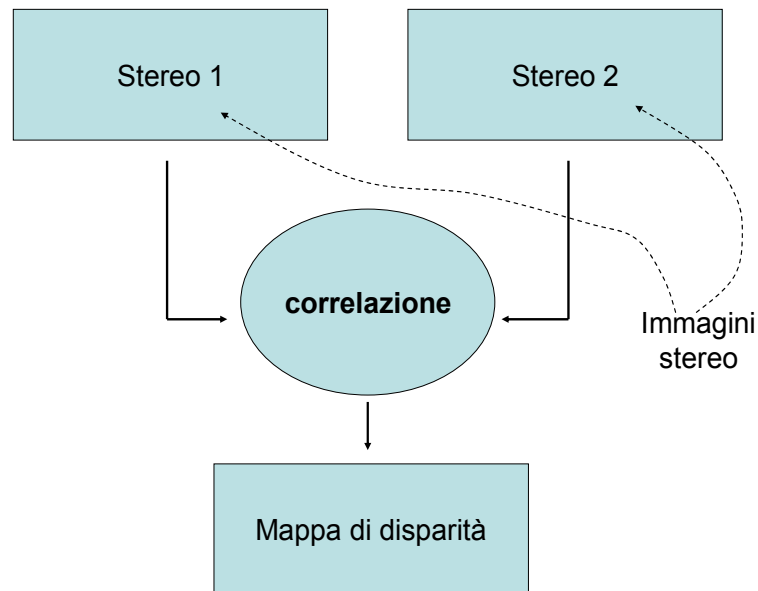 Stereo 1
Stereo 2
correlazione
Immagini
stereo
Mappa di disparità